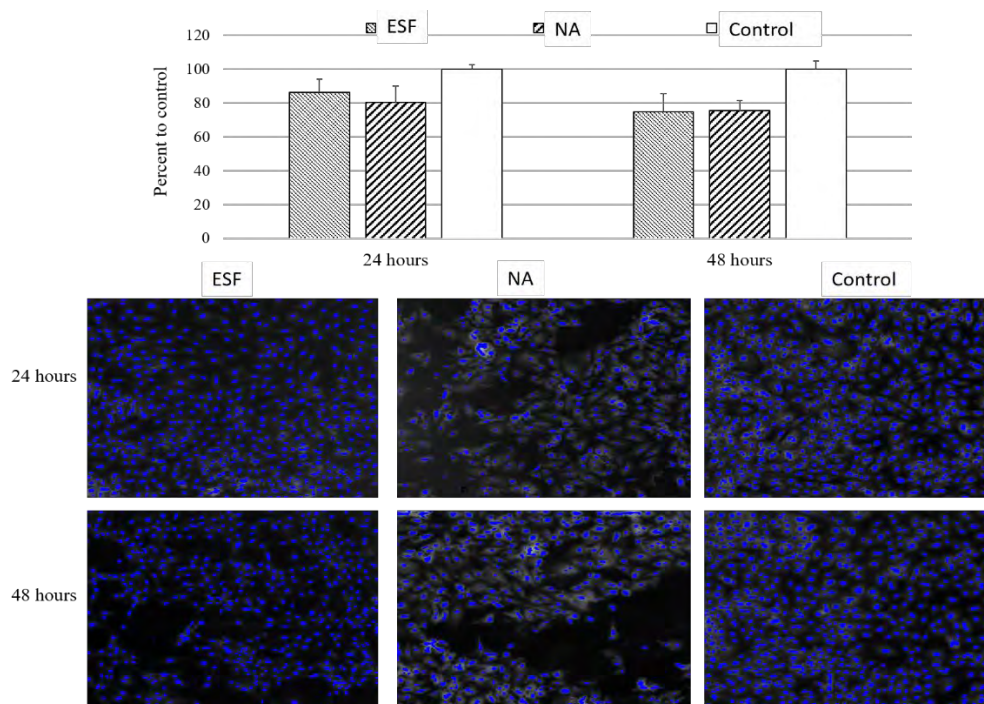 ESF NA Control
120
100
80
60
40
20
0
Percent to control
24 hours 48 hours
ESF NA Control
24 hours
48 hours